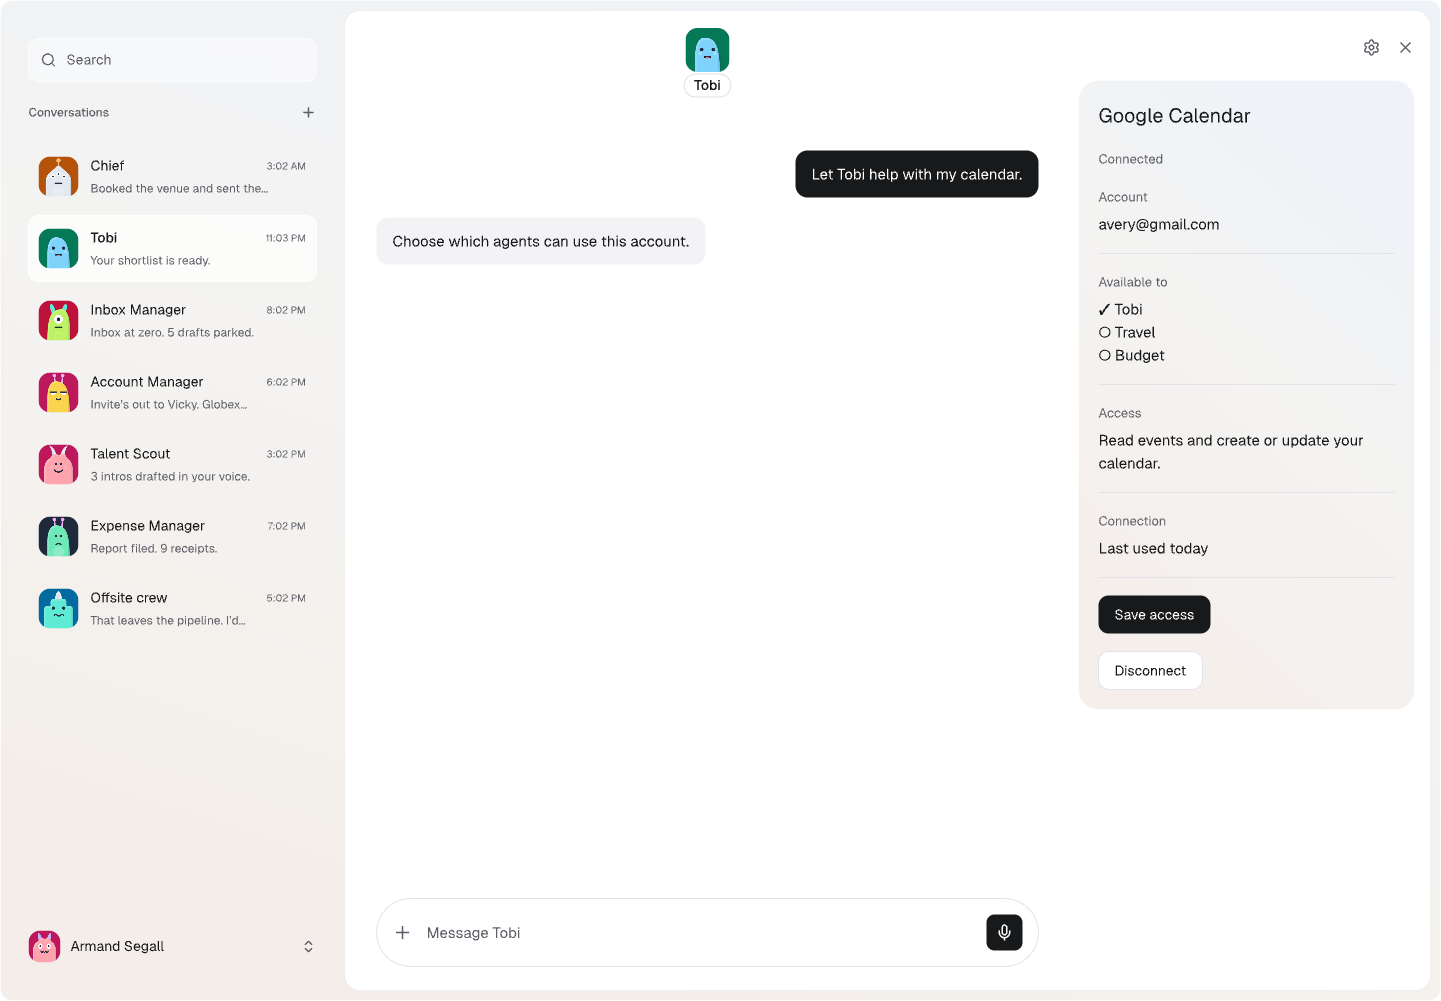 Search
Conversations
Chief
3:02 AM
Booked the venue and sent the...
Tobi
11:03 PM
Your shortlist is ready.
Inbox Manager
8:02 PM
Inbox at zero. 5 drafts parked.
Account Manager
6:02 PM
Invite's out to Vicky. Globex...
Talent Scout
3:02 PM
3 intros drafted in your voice.
Expense Manager
7:02 PM
Report filed. 9 receipts.
Offsite crew
5:02 PM
That leaves the pipeline. I'd...
Armand Segall
Tobi
Let Tobi help with my calendar.
Choose which agents can use this account.
Message Tobi
Google Calendar
Connected
Account
avery@gmail.com
Available to
✓ Tobi
○ Travel
○ Budget
Access
Read events and create or update your
calendar.
Connection
Last used today
Save access
Disconnect